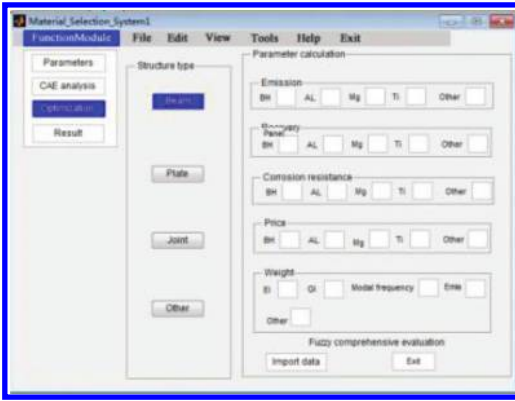 Material_Selection_System1
FunctionModule File Edit View Tools Help Exit
Parameters
CAE analysis
Optimization
Result
Structure type
Beam
Plate
Joint
Other
Parameter calculation
Emission
BH AL Mg Ti Other
Recovery
Panel
BH AL Mg Ti Other
Corrosion resistance
BH AL Mg Ti Other
Price
BH AL Mg Ti Other
Weight
EI GI Modal frequency
Other
Fuzzy comprehensive evaluation
Import data Exit